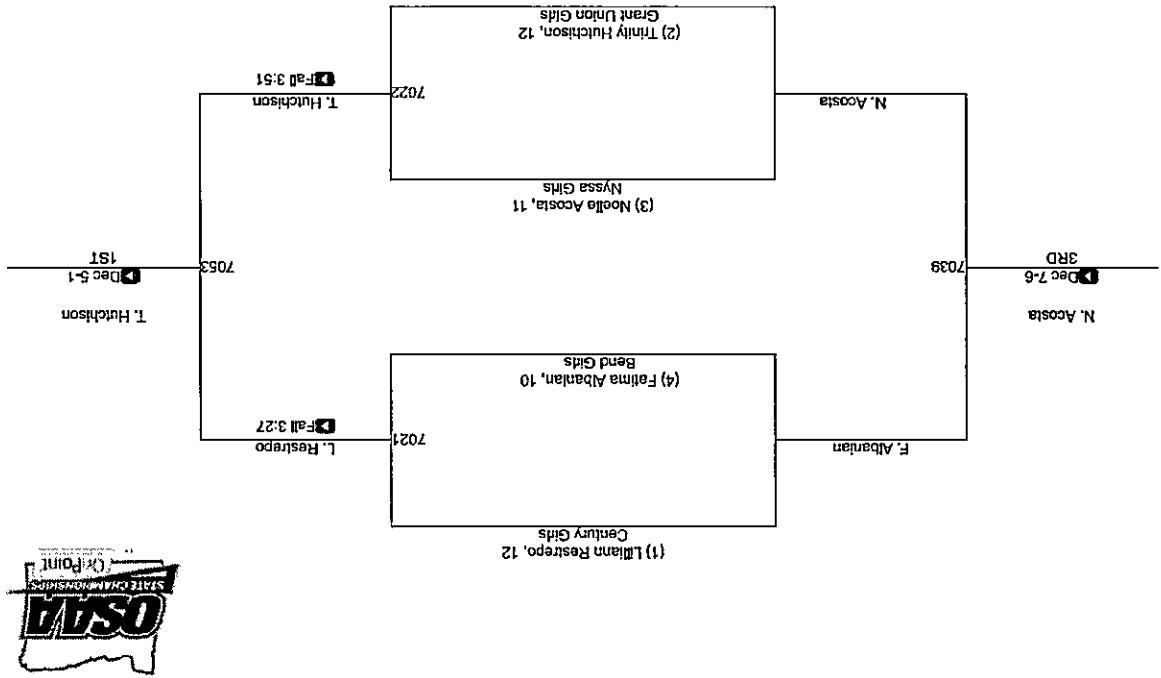 OSAA
STATE CHAMPIONSHIPS
OnPoint
(1) Lilliann Restrepo, 12
Century Girls
F. Albanian
7021
L. Restrepo
Fall 3:27
(4) Fatima Albanian, 10
Bend Girls
N. Acosta
Dec 7-6
3RD
7039
7053
T. Hutchison
Dec 5-1
1ST
(3) Noelle Acosta, 11
Nyssa Girls
N. Acosta
7022
T. Hutchison
Fall 3:51
(2) Trinity Hutchison, 12
Grant Union Girls